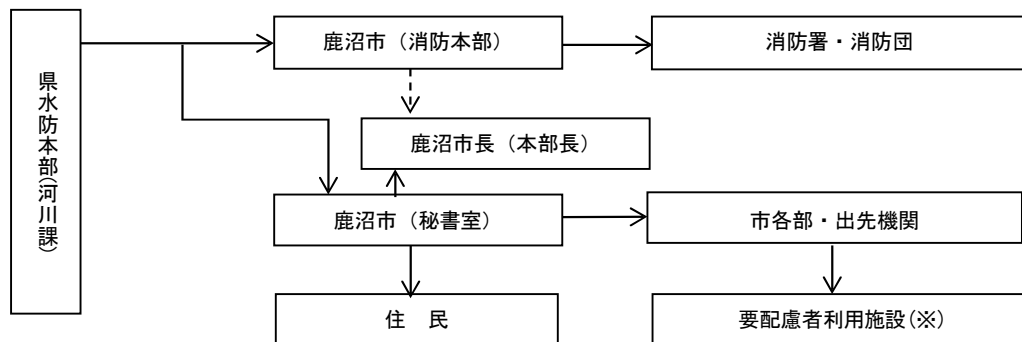 県水防本部(河川課)
鹿沼市（消防本部）
消防署・消防団
鹿沼市長（本部長）
鹿沼市（秘書室）
市各部・出先機関
住　民
要配慮者利用施設(※)